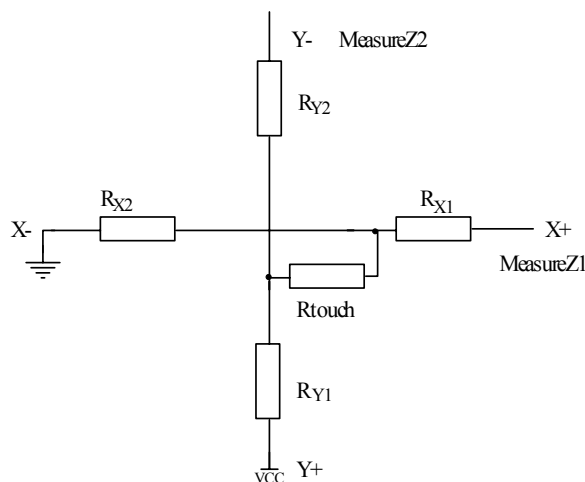 Y- MeasureZ2
RY2
RX2
RX1
X-
X+
MeasureZ1
Rtouch
RY1
VCC Y+